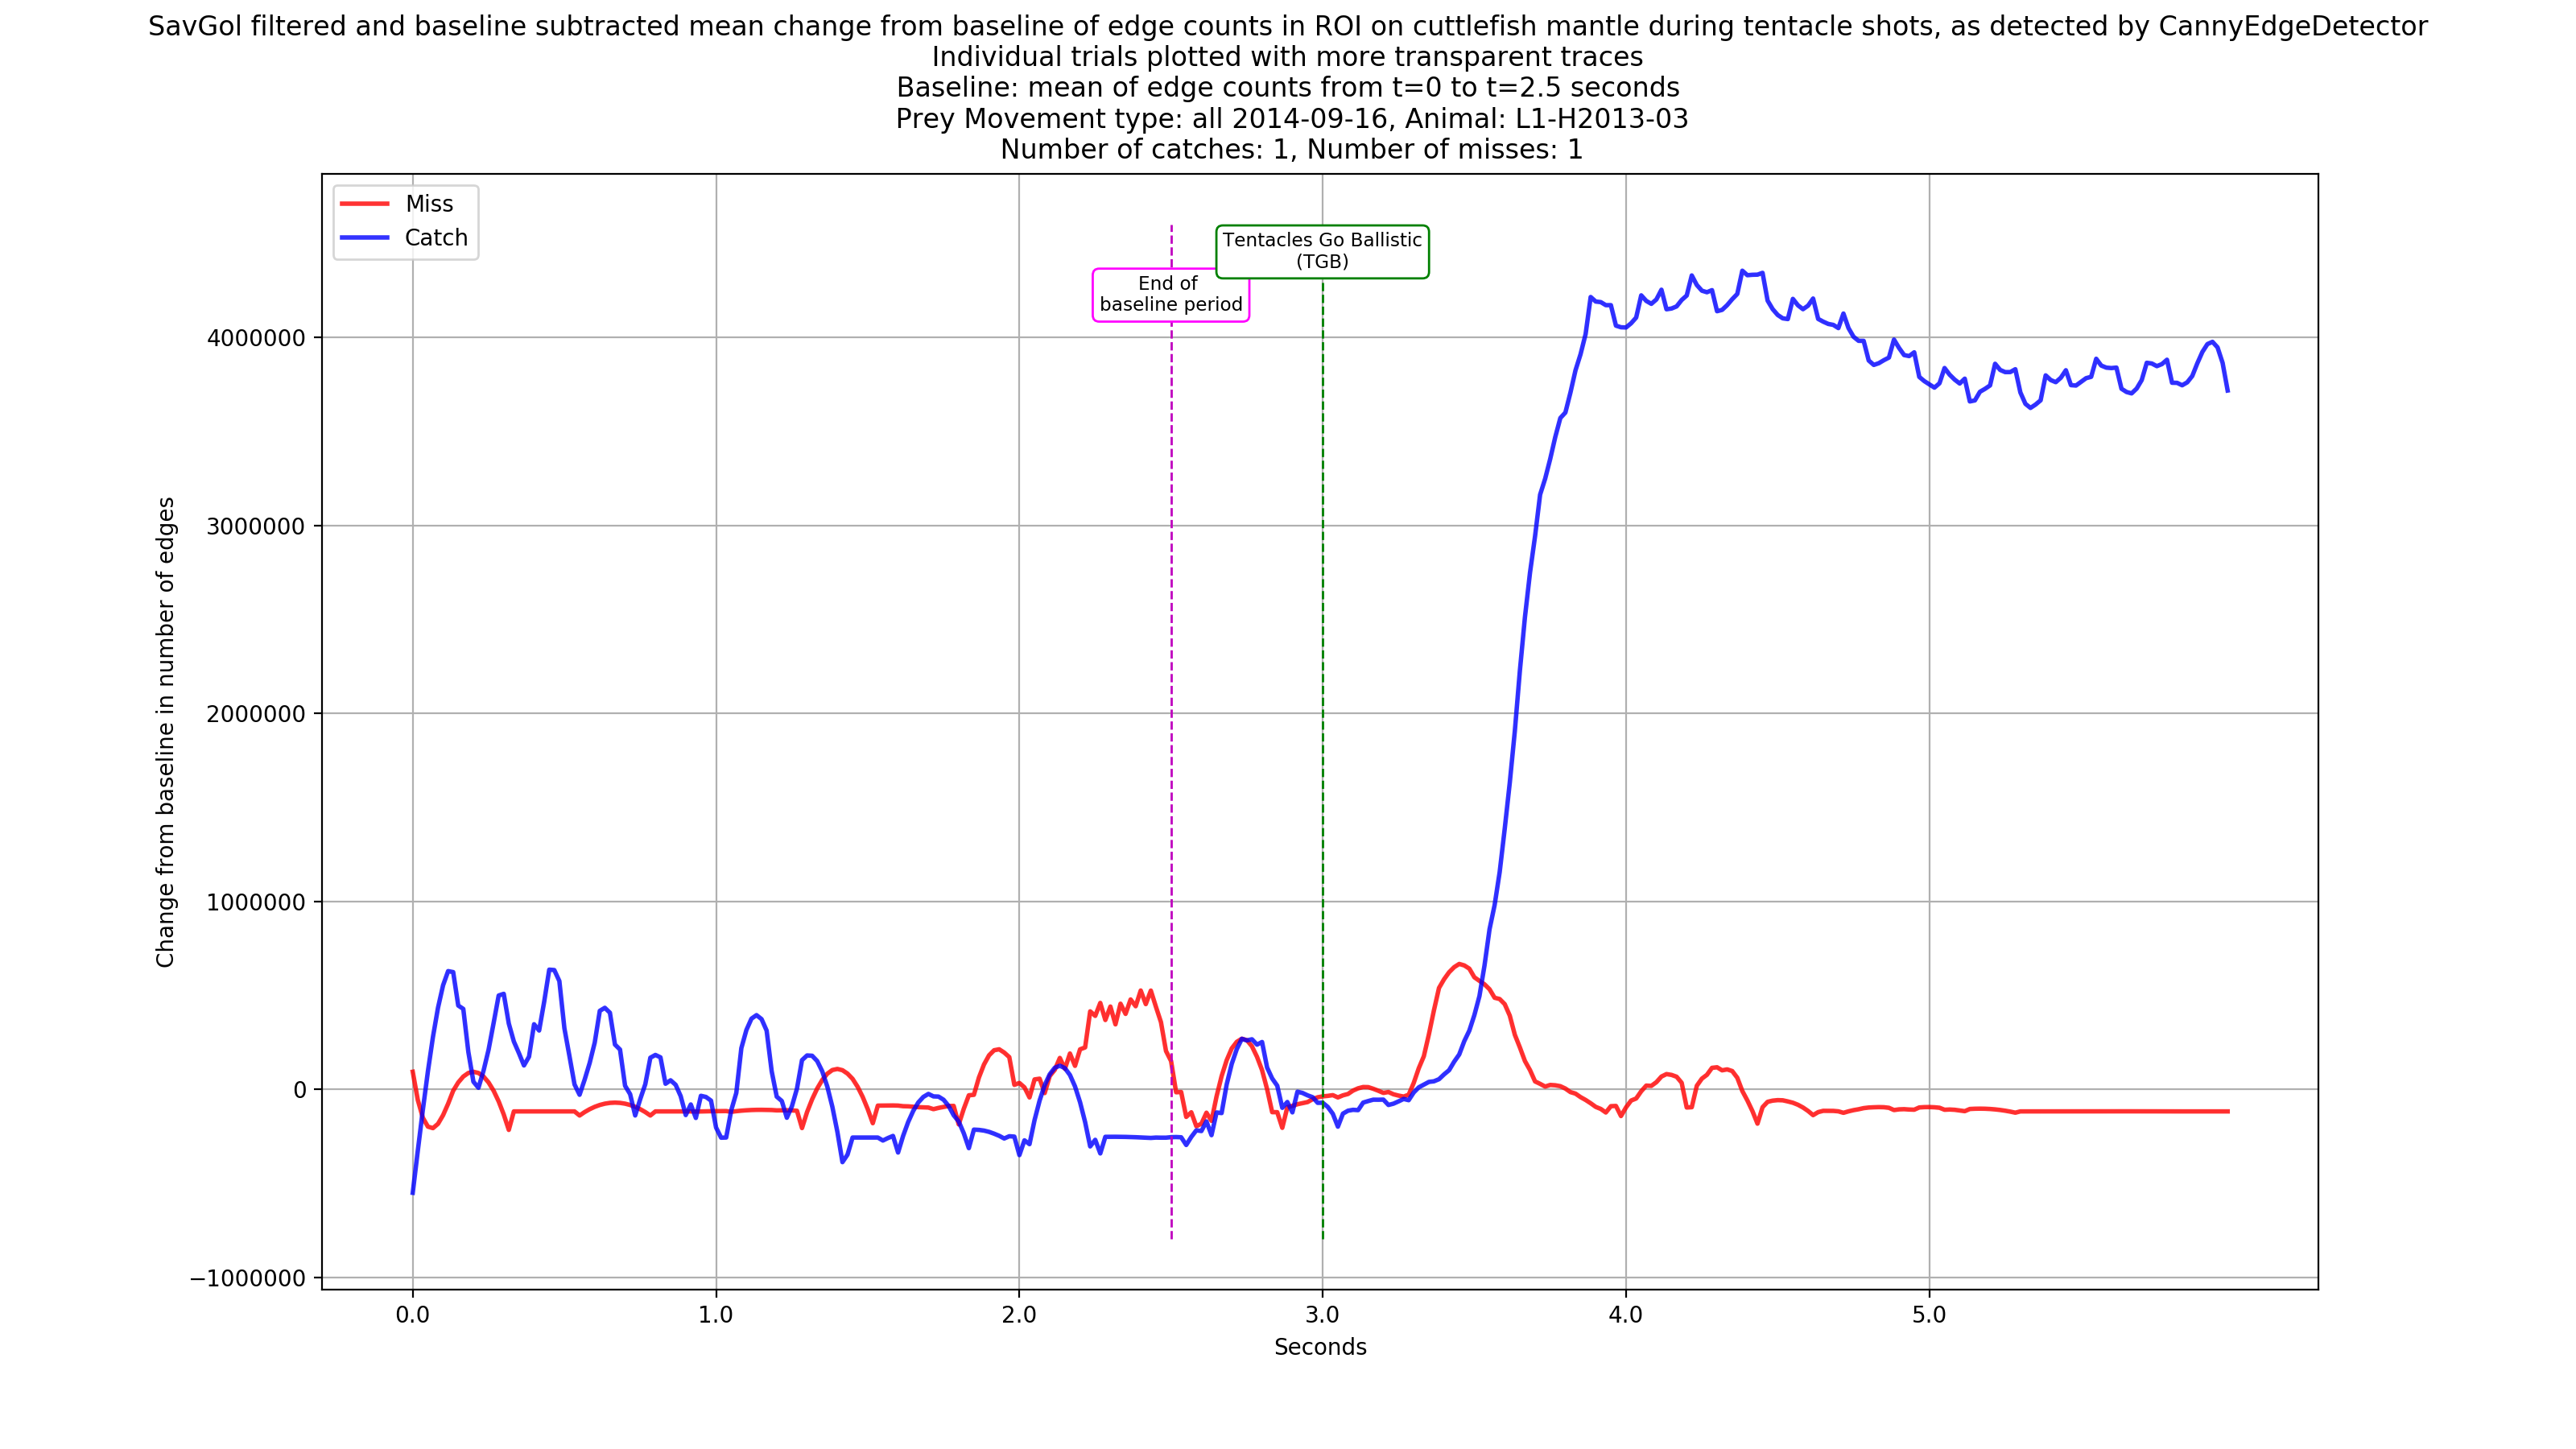 SavGol filtered and baseline subtracted mean change from baseline of edge counts in ROI on cuttlefish mantle during tentacle shots, as detected by CannyEdgeDetector
Individual trials plotted with more transparent traces
Baseline: mean of edge counts from t=0 to t=2.5 seconds
Prey Movement type: all 2014-09-16, Animal: L1-H2013-03
Number of catches: 1, Number of misses: 1
Miss
Catch
Tentacles Go Ballistic
(TGB)
End of
baseline period
Change from baseline in number of edges
4000000
3000000
2000000
1000000
0
−1000000
0.0 1.0 2.0 3.0 4.0 5.0
Seconds